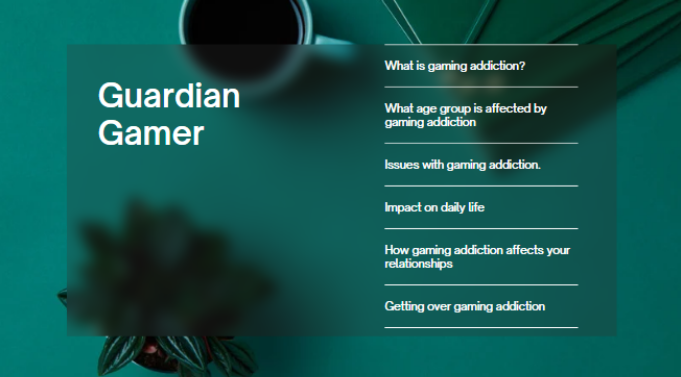 Guardian
Gamer
What is gaming addiction?
What age group is affected by
gaming addiction
Issues with gaming addiction.
Impact on daily life
How gaming addiction affects your
relationships
Getting over gaming addiction